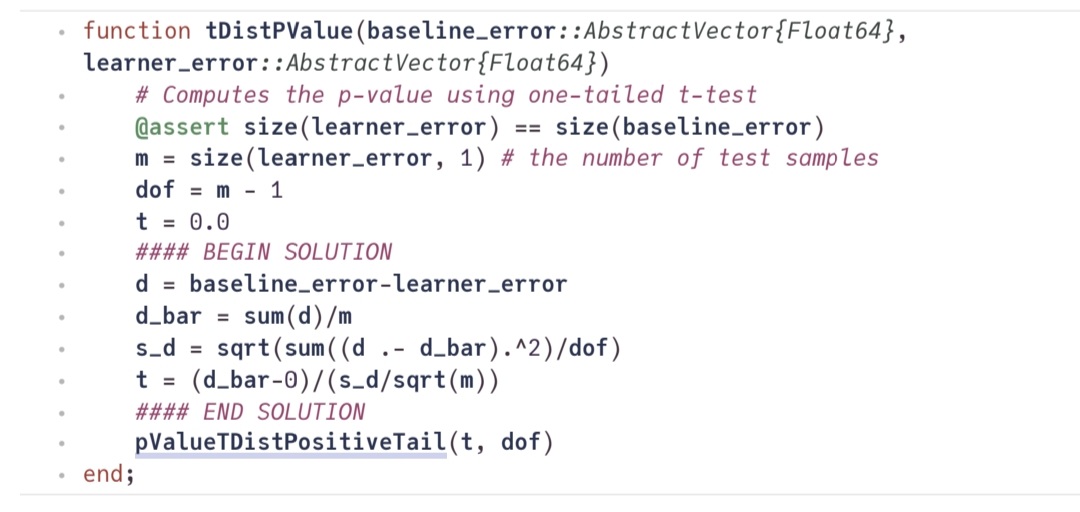 function tDistPValue(baseline_error::AbstractVector{Float64},
learner_error::AbstractVector{Float64})
# Computes the p-value using one-tailed t-test
@assert size(learner_error) == size(baseline_error)
m = size(learner_error, 1) # the number of test samples
dof = m - 1
t = 0.0
#### BEGIN SOLUTION
d = baseline_error-learner_error
d_bar = sum(d)/m
s_d = sqrt(sum((d .- d_bar).^2)/dof)
t = (d_bar-0)/(s_d/sqrt(m))
#### END SOLUTION
pValueTDistPositiveTail(t, dof)
end;